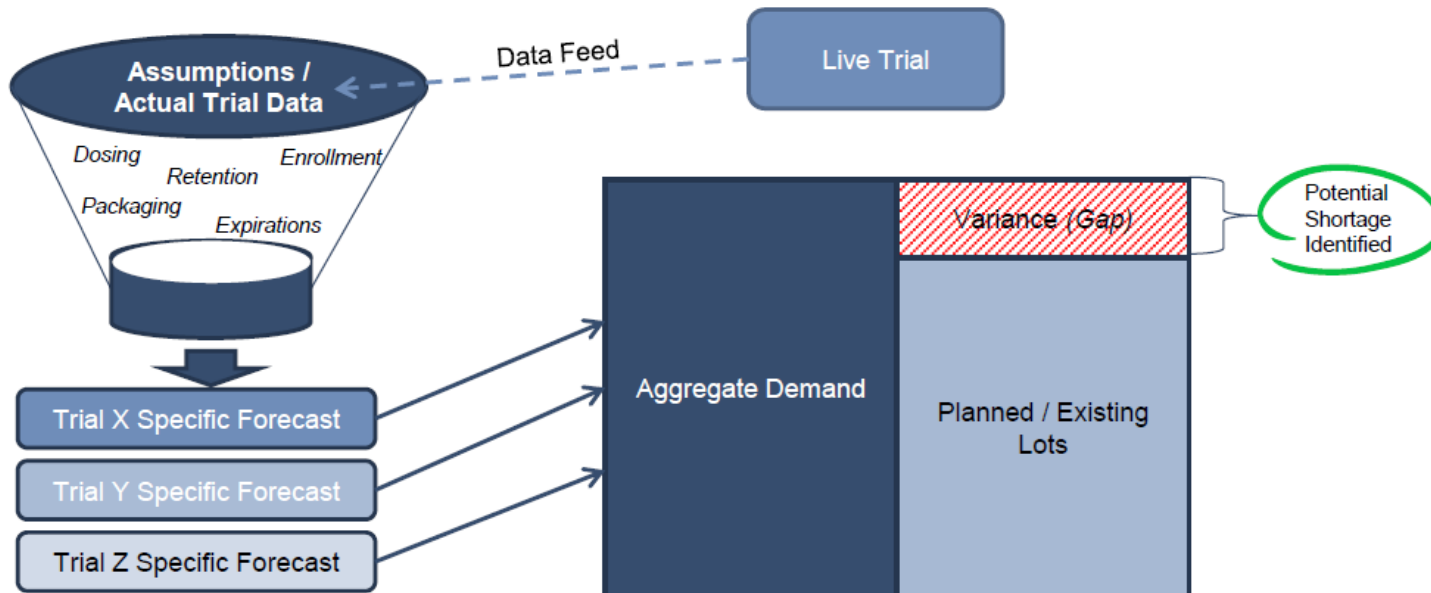 Data Feed
Live Trial
Assumptions /
Actual Trial Data
Dosing
Enrollment
Retention
Packaging
Expirations
Variance (Gap)
Potential
Shortage
Identified
Aggregate Demand
Planned / Existing
Lots
Trial X Specific Forecast
Trial Y Specific Forecast
Trial Z Specific Forecast